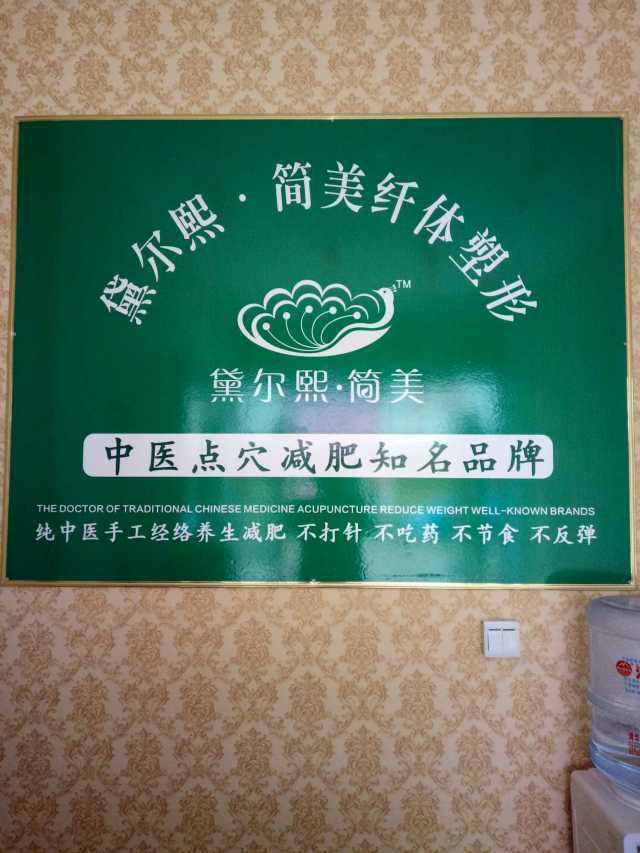 黛尔熙·简美纤体塑形
TM
黛尔熙·简美
中医点穴减肥知名品牌
THE DOCTOR OF TRADITIONAL CHINESE MEDICINE ACUPUNCTURE REDUCE WEIGHT WELL-KNOWN BRANDS
纯中医手工经络养生减肥 不打针 不吃药 不节食 不反弹